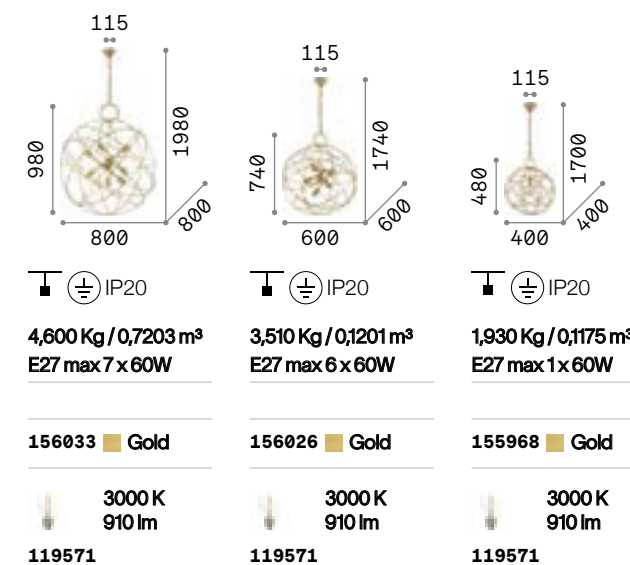 115
980
1980
800
800
IP20
4,600 Kg / 0,7203 m³
E27 max 7 x 60W
156033 Gold
3000 K
910 lm
119571
115
740
1740
600
600
IP20
3,510 Kg / 0,1201 m³
E27 max 6 x 60W
156026 Gold
3000 K
910 lm
119571
115
480
1700
400
400
IP20
1,930 Kg / 0,1175 m³
E27 max 1 x 60W
155968 Gold
3000 K
910 lm
119571